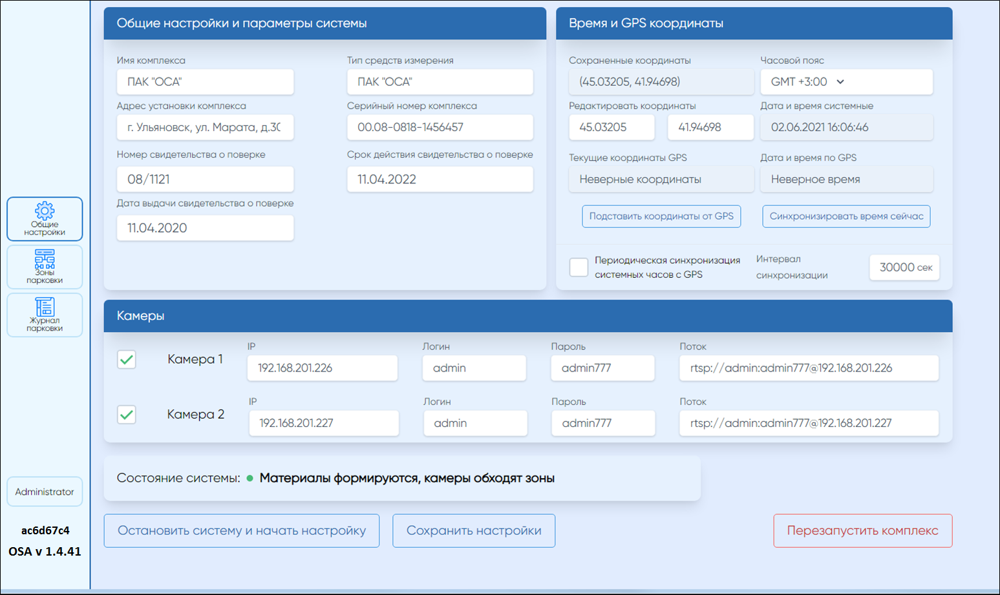 Общие настройки и параметры системы
Имя комплекса
Тип средств измерения
ПАК "ОСА"
ПАК "ОСА"
Адрес установки комплекса
Серийный номер комплекса
г. Ульяновск, ул. Марата, д.30
00.08-0818-1456457
Номер свидетельства о поверке
Срок действия свидетельства о поверке
08/1121
11.04.2022
Дата выдачи свидетельства о поверке
11.04.2020
Время и GPS координаты
Сохраненные координаты
Часовой пояс
(45.03205, 41.94698)
GMT +3:00
Редактировать координаты
Дата и время системные
45.03205
41.94698
02.06.2021 16:06:46
Текущие координаты GPS
Дата и время по GPS
Неверные координаты
Неверное время
Подставить координаты от GPS
Синхронизировать время сейчас
Периодическая синхронизация
системных часов с GPS
Интервал
синхронизации
30000 сек
Общие
настройки
Зоны
парковки
Журнал
парковки
Камеры
IP
Логин
Пароль
Поток
Камера 1
192.168.201.226
admin
admin777
rtsp://admin:admin777@192.168.201.226
IP
Логин
Пароль
Поток
Камера 2
192.168.201.227
admin
admin777
rtsp://admin:admin777@192.168.201.227
Состояние системы:
Материалы формируются, камеры обходят зоны
Остановить систему и начать настройку
Сохранить настройки
Перезапустить комплекс
Administrator
ac6d67c4
OSA v 1.4.41